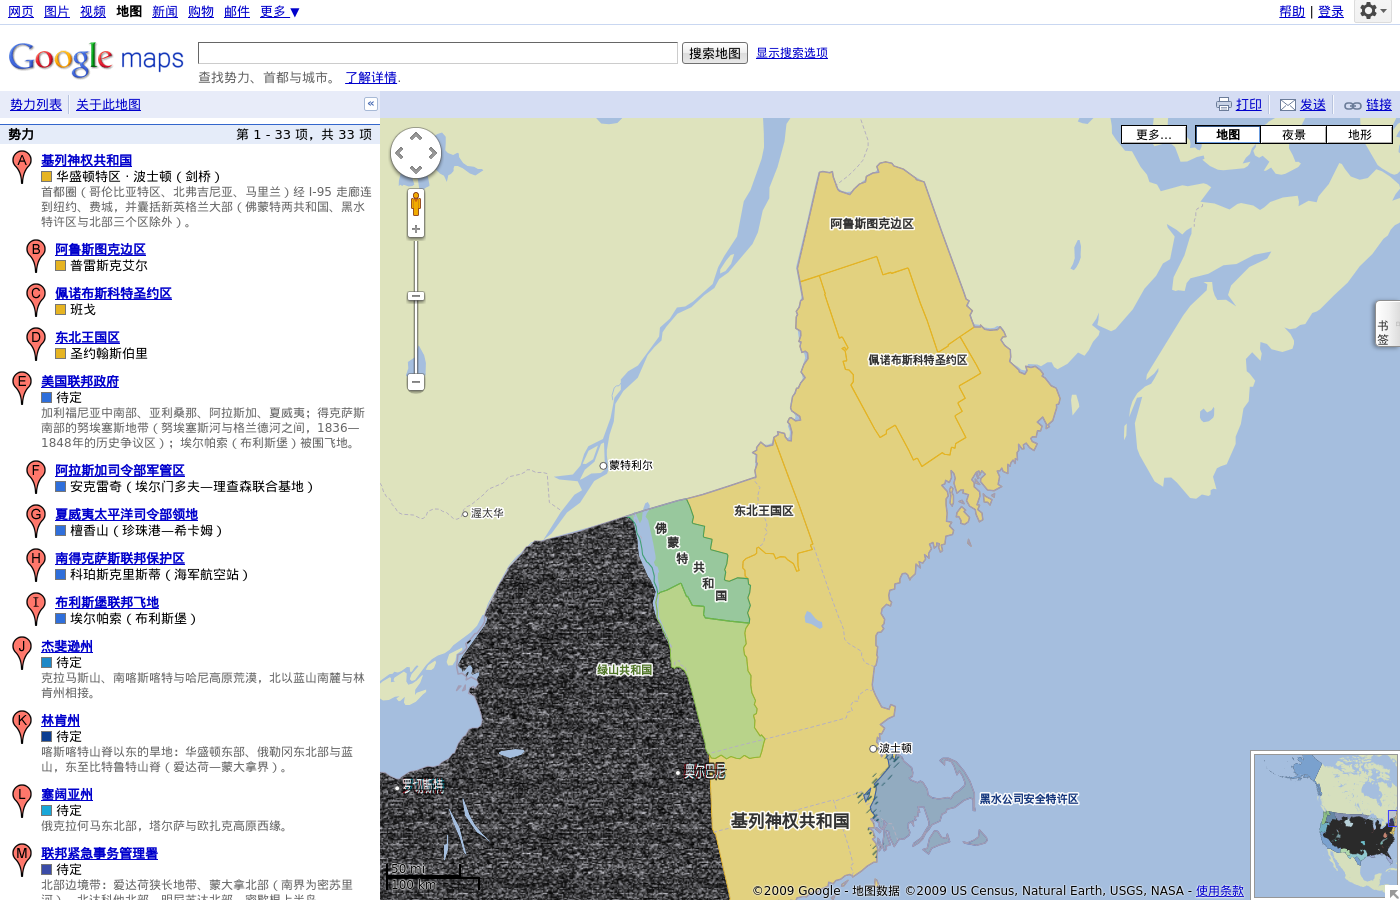 网页 图片 视频 地图 新闻 购物 邮件 更多 ▼
帮助 | 登录
Google maps
搜索地图
显示搜索选项
查找势力、首都与城市。 了解详情.
势力列表 关于此地图
«
打印 发送 链接
势力
第 1 - 33 项，共 33 项
A 基列神权共和国
华盛顿特区 · 波士顿（剑桥）
首都圈（哥伦比亚特区、北弗吉尼亚、马里兰）经 I-95 走廊连
到纽约、费城，并囊括新英格兰大部（佛蒙特两共和国、黑水
特许区与北部三个区除外）。
B 阿鲁斯图克边区
普雷斯克艾尔
C 佩诺布斯科特圣约区
班戈
D 东北王国区
圣约翰斯伯里
E 美国联邦政府
待定
加利福尼亚中南部、亚利桑那、阿拉斯加、夏威夷；得克萨斯
南部的努埃塞斯地带（努埃塞斯河与格兰德河之间，1836—
1848年的历史争议区）；埃尔帕索（布利斯堡）被围飞地。
F 阿拉斯加司令部军管区
安克雷奇（埃尔门多夫—理查森联合基地）
G 夏威夷太平洋司令部领地
檀香山（珍珠港—希卡姆）
H 南得克萨斯联邦保护区
科珀斯克里斯蒂（海军航空站）
I 布利斯堡联邦飞地
埃尔帕索（布利斯堡）
J 杰斐逊州
待定
克拉马斯山、南喀斯喀特与哈尼高原荒漠，北以蓝山南麓与林
肯州相接。
K 林肯州
待定
喀斯喀特山脊以东的旱地：华盛顿东部、俄勒冈东北部与蓝
山，东至比特鲁特山脊（爱达荷—蒙大拿界）。
L 塞阔亚州
待定
俄克拉何马东北部，塔尔萨与欧扎克高原西缘。
M 联邦紧急事务管理署
待定
北部边境带：爱达荷狭长地带、蒙大拿北部（南界为密苏里
河）、北达科他北部、明尼苏达北部、密歇根上半岛
更多...
地图 夜景 地形
书签
阿鲁斯图克边区
佩诺布斯科特圣约区
蒙特利尔
渥太华
东北王国区
佛蒙特共和国
绿山共和国
波士顿
奥尔巴尼
罗切斯特
黑水公司安全特许区
基列神权共和国
50 mi
100 km
©2009 Google - 地图数据 ©2009 US Census, Natural Earth, USGS, NASA - 使用条款